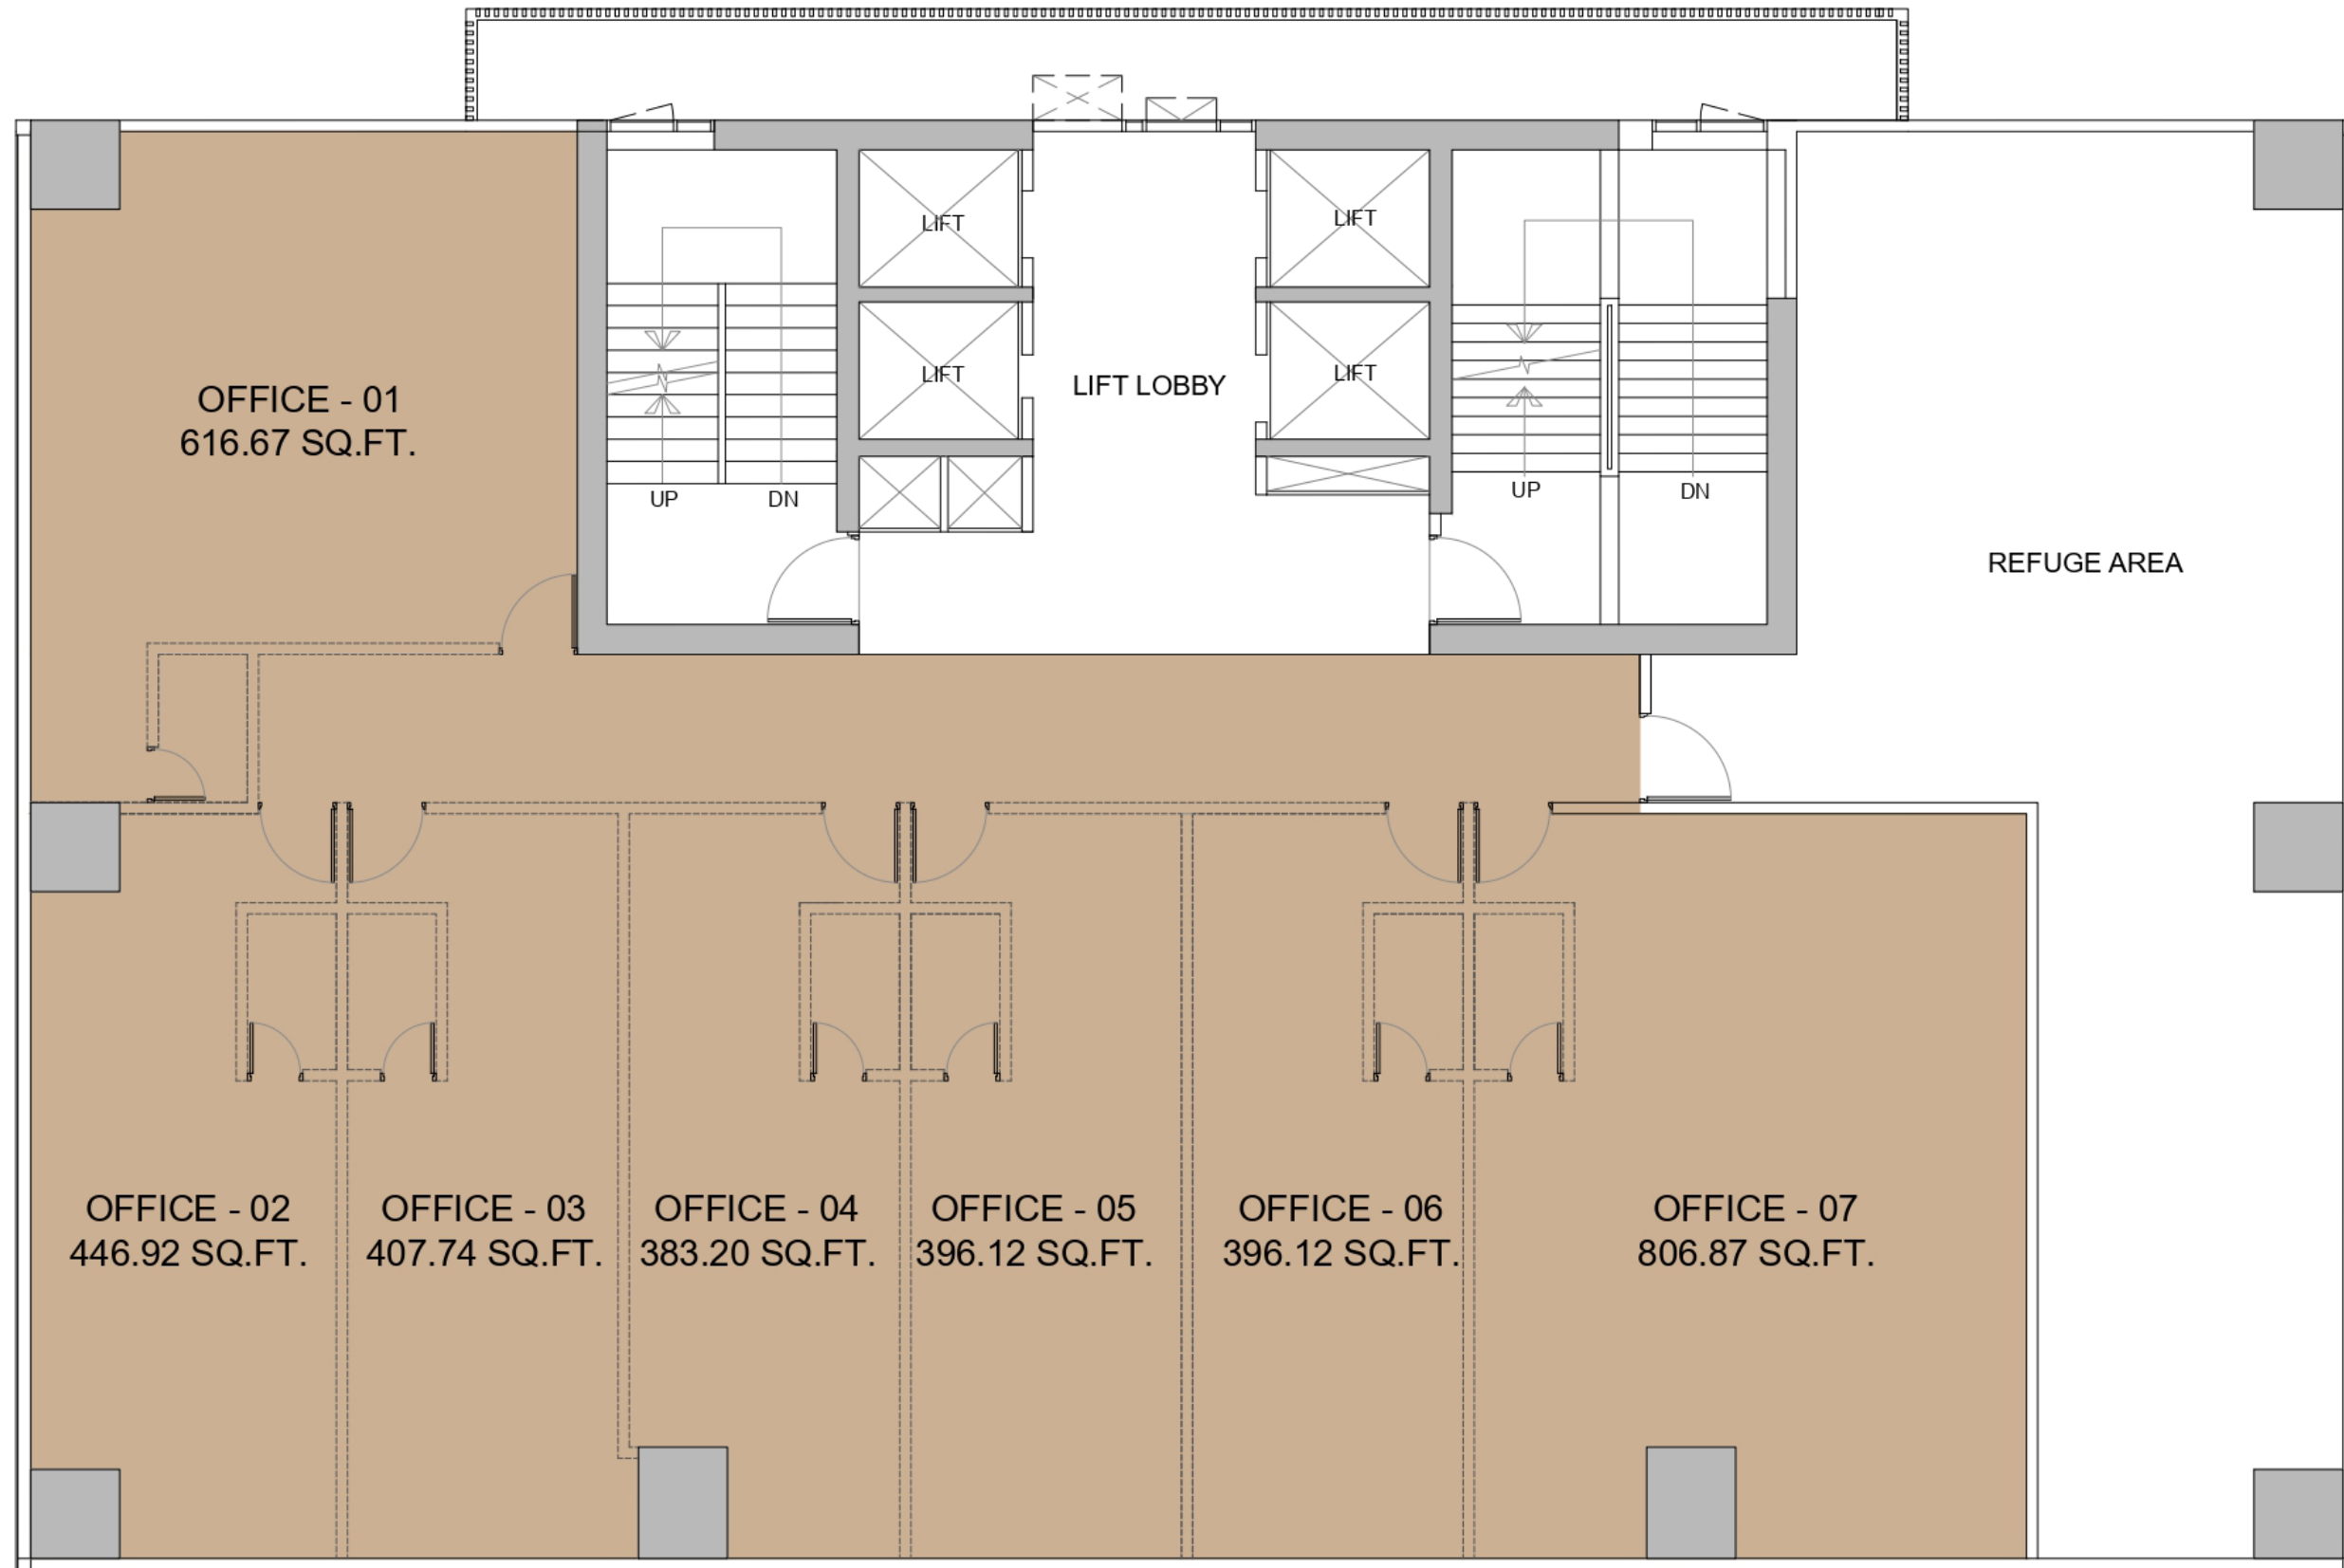 LIFT
LIFT
LIFT
LIFT
LIFT LOBBY
OFFICE - 01
616.67 SQ.FT.
UP
DN
UP
DN
REFUGE AREA
OFFICE - 02
446.92 SQ.FT.
OFFICE - 03
407.74 SQ.FT.
OFFICE - 04
383.20 SQ.FT.
OFFICE - 05
396.12 SQ.FT.
OFFICE - 06
396.12 SQ.FT.
OFFICE - 07
806.87 SQ.FT.